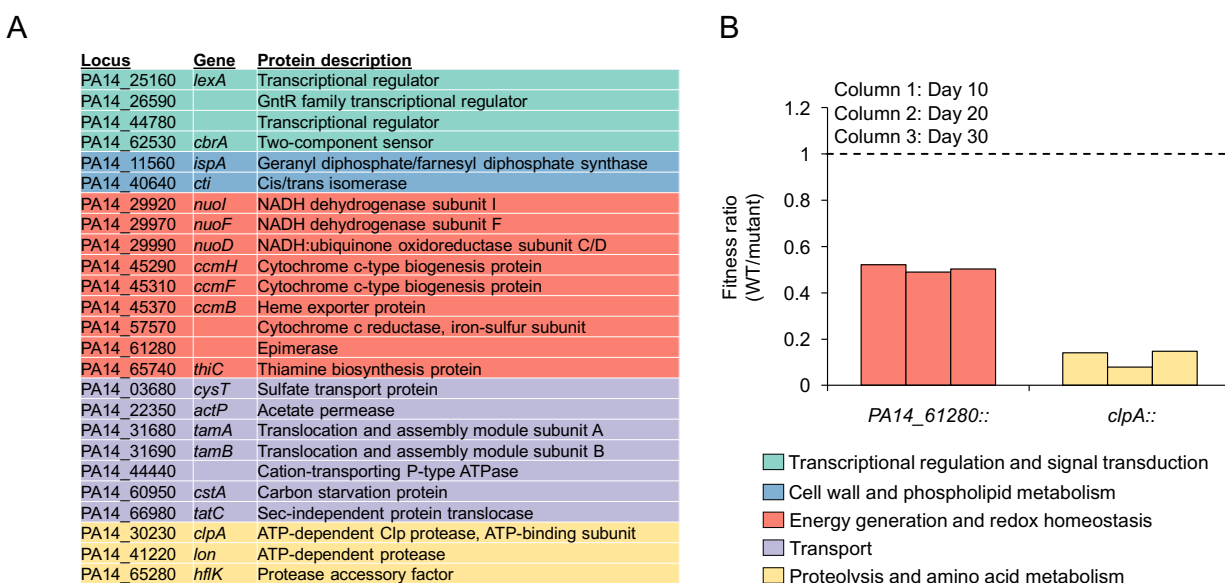 A
Locus Gene Protein description
PA14_25160 lexA Transcriptional regulator
PA14_26590 GntR family transcriptional regulator
PA14_44780 Transcriptional regulator
PA14_62530 cbrA Two-component sensor
PA14_11560 ispA Geranyl diphosphate/farnesyl diphosphate synthase
PA14_40640 cti Cis/trans isomerase
PA14_29920 nuoI NADH dehydrogenase subunit I
PA14_29970 nuoF NADH dehydrogenase subunit F
PA14_29990 nuoD NADH:ubiquinone oxidoreductase subunit C/D
PA14_45290 ccmH Cytochrome c-type biogenesis protein
PA14_45310 ccmF Cytochrome c-type biogenesis protein
PA14_45370 ccmB Heme exporter protein
PA14_57570 Cytochrome c reductase, iron-sulfur subunit
PA14_61280 Epimerase
PA14_65740 thiC Thiamine biosynthesis protein
PA14_03680 cysT Sulfate transport protein
PA14_22350 actP Acetate permease
PA14_31680 tamA Translocation and assembly module subunit A
PA14_31690 tamB Translocation and assembly module subunit B
PA14_44440 Cation-transporting P-type ATPase
PA14_60950 cstA Carbon starvation protein
PA14_66980 tatC Sec-independent protein translocase
PA14_30230 clpA ATP-dependent Clp protease, ATP-binding subunit
PA14_41220 lon ATP-dependent protease
PA14_65280 hflK Protease accessory factor
B
Column 1: Day 10
Column 2: Day 20
Column 3: Day 30
Fitness ratio
(WT/mutant)
1.2
1
0.8
0.6
0.4
0.2
0
PA14_61280::
clpA::
Transcriptional regulation and signal transduction
Cell wall and phospholipid metabolism
Energy generation and redox homeostasis
Transport
Proteolysis and amino acid metabolism